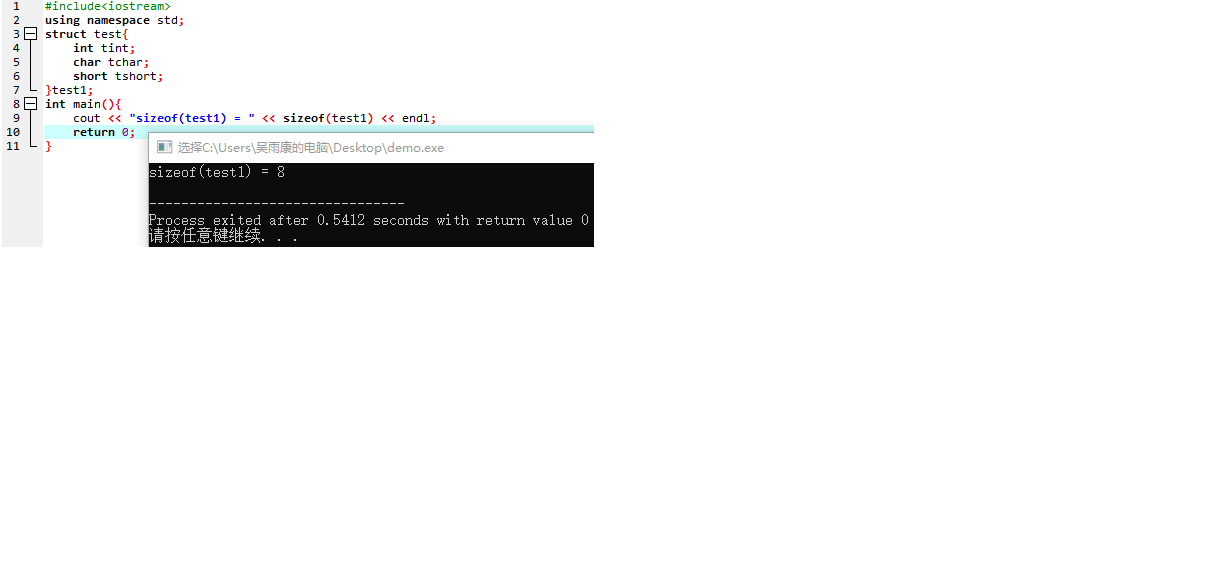 1 #include<iostream>
2 using namespace std;
3 struct test{
4 int tint;
5 char tchar;
6 short tshort;
7 }test1;
8 int main(){
9 cout << "sizeof(test1) = " << sizeof(test1) << endl;
10 return 0;
11 }
选择C:\Users\吴雨康的电脑\Desktop\demo.exe
sizeof(test1) = 8
--------------------------------
Process exited after 0.5412 seconds with return value 0
请按任意键继续. . .